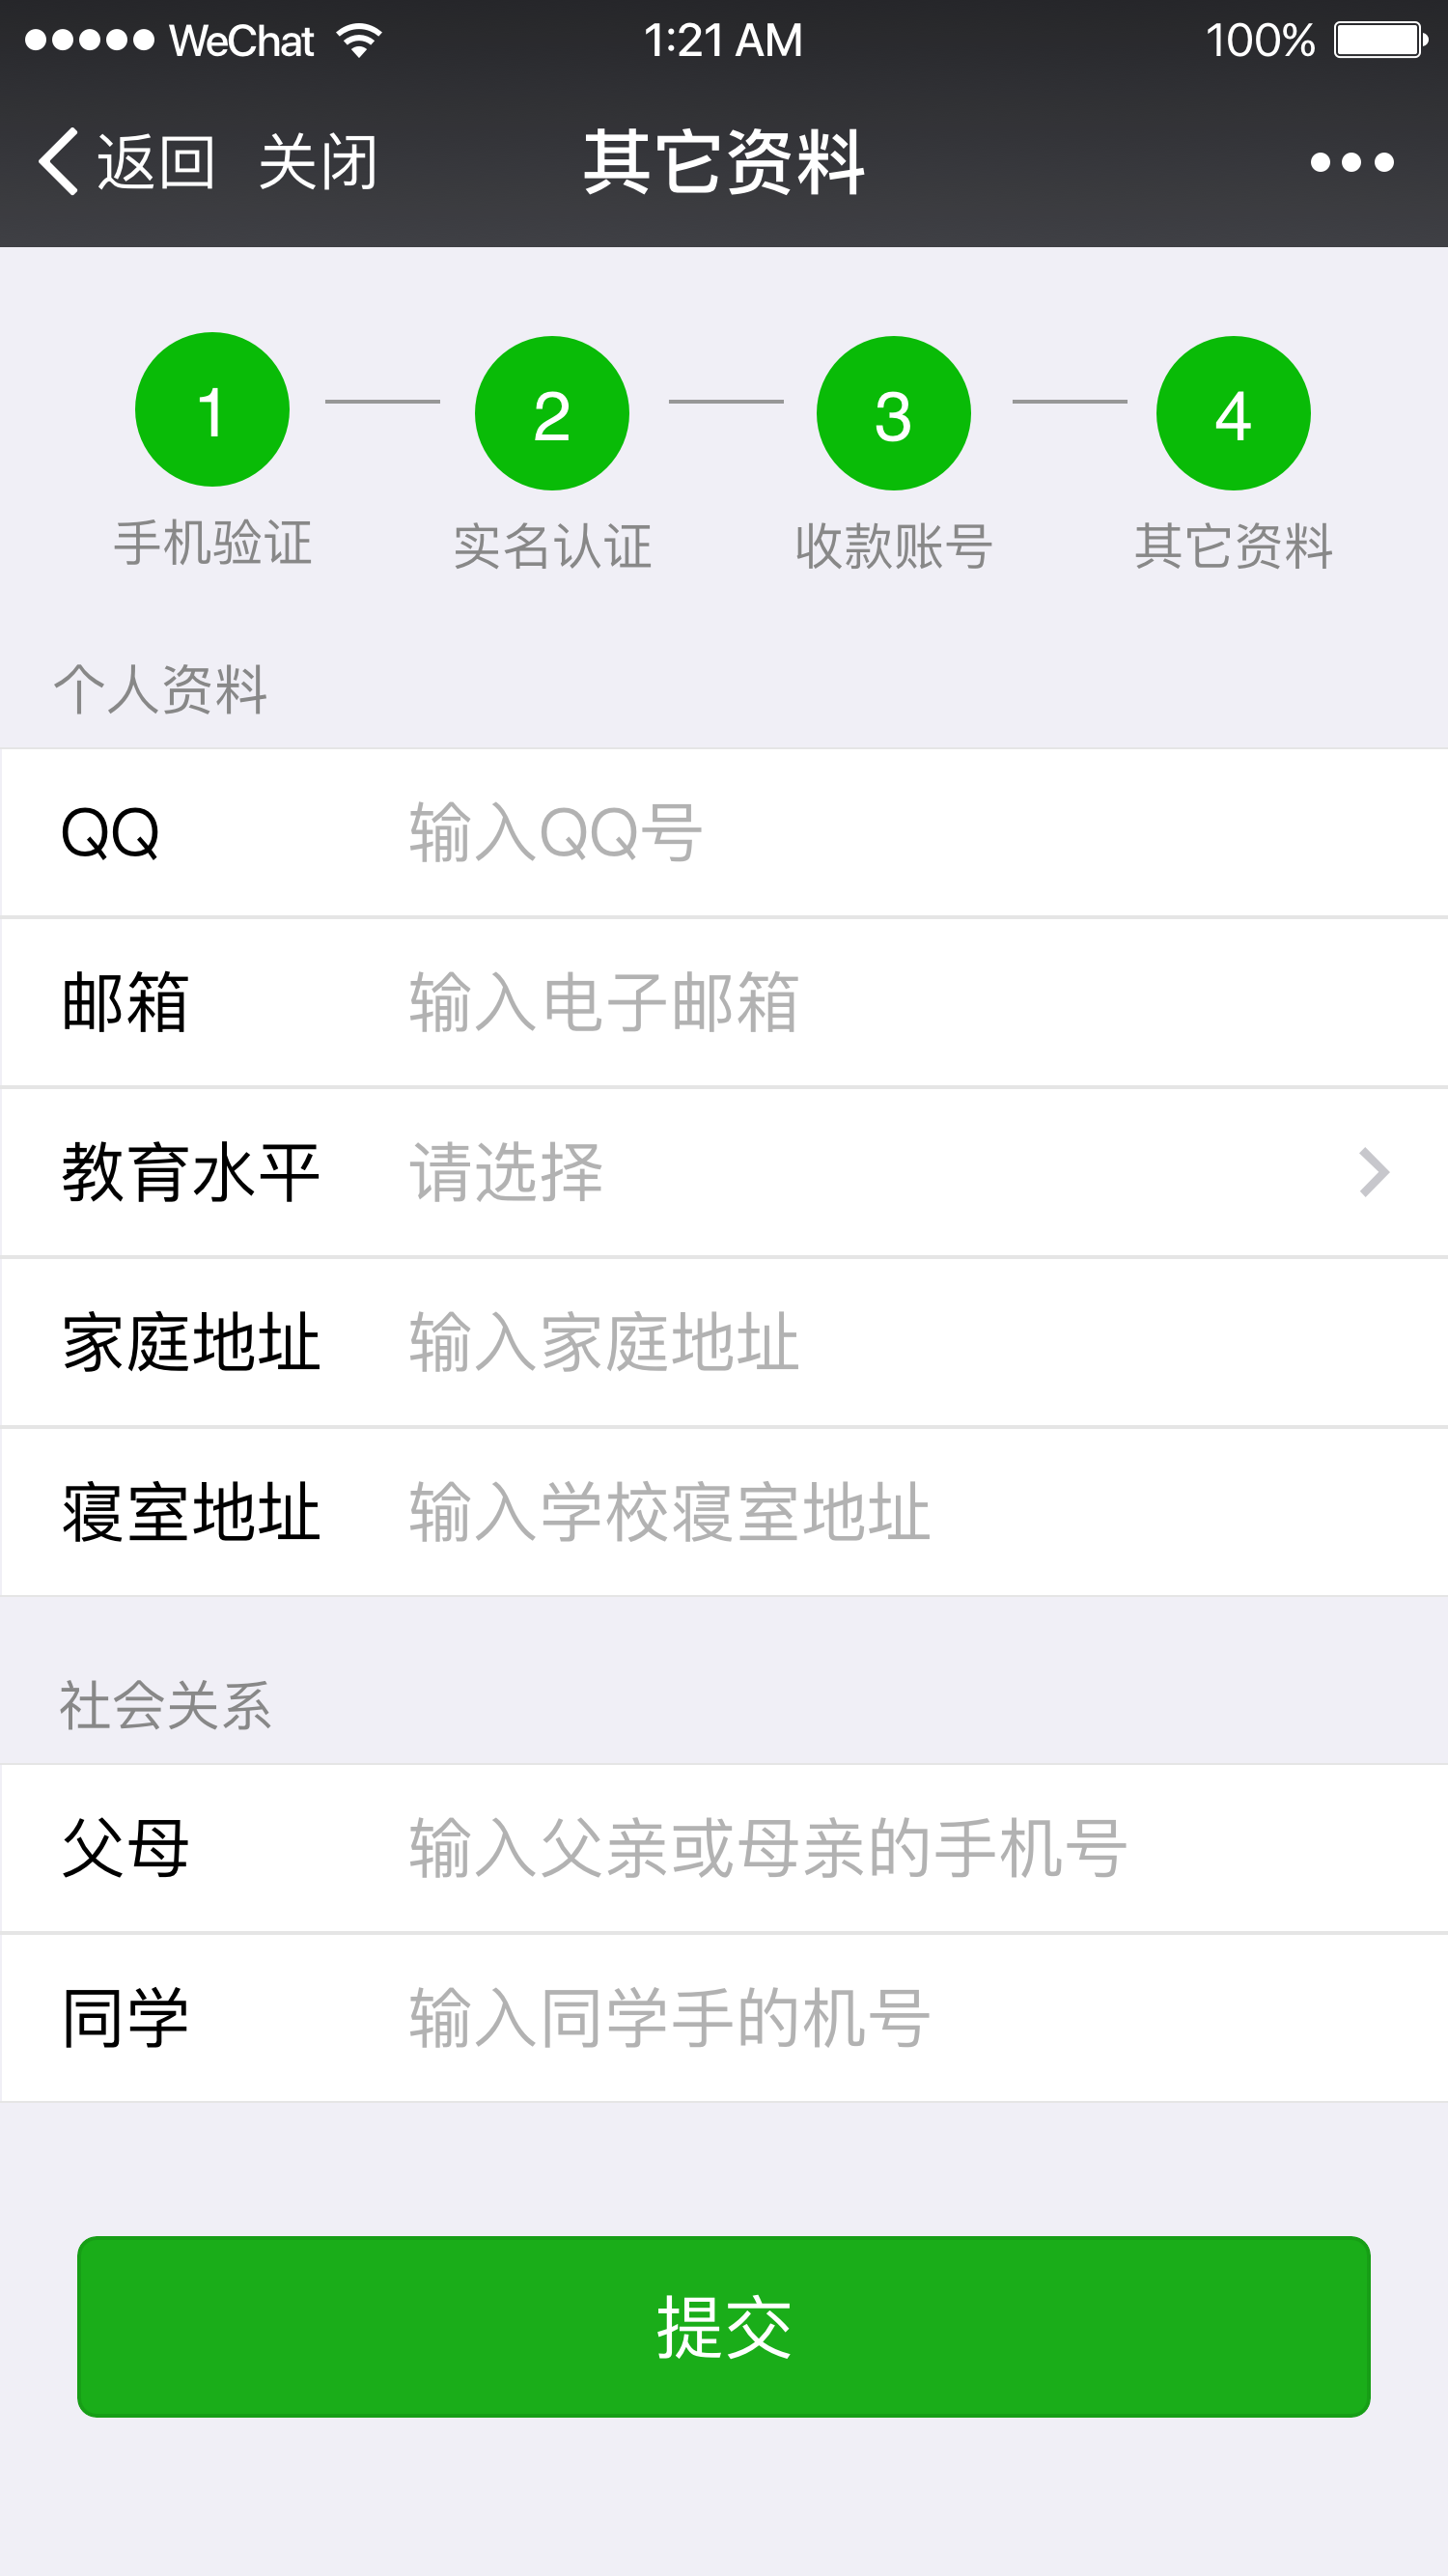 WeChat 1:21 AM 100%
返回 关闭 其它资料
1 2 3 4
手机验证 实名认证 收款账号 其它资料
个人资料
QQ 输入QQ号
邮箱 输入电子邮箱
教育水平 请选择
家庭地址 输入家庭地址
寝室地址 输入学校寝室地址
社会关系
父母 输入父亲或母亲的手机号
同学 输入同学手的机号
提交